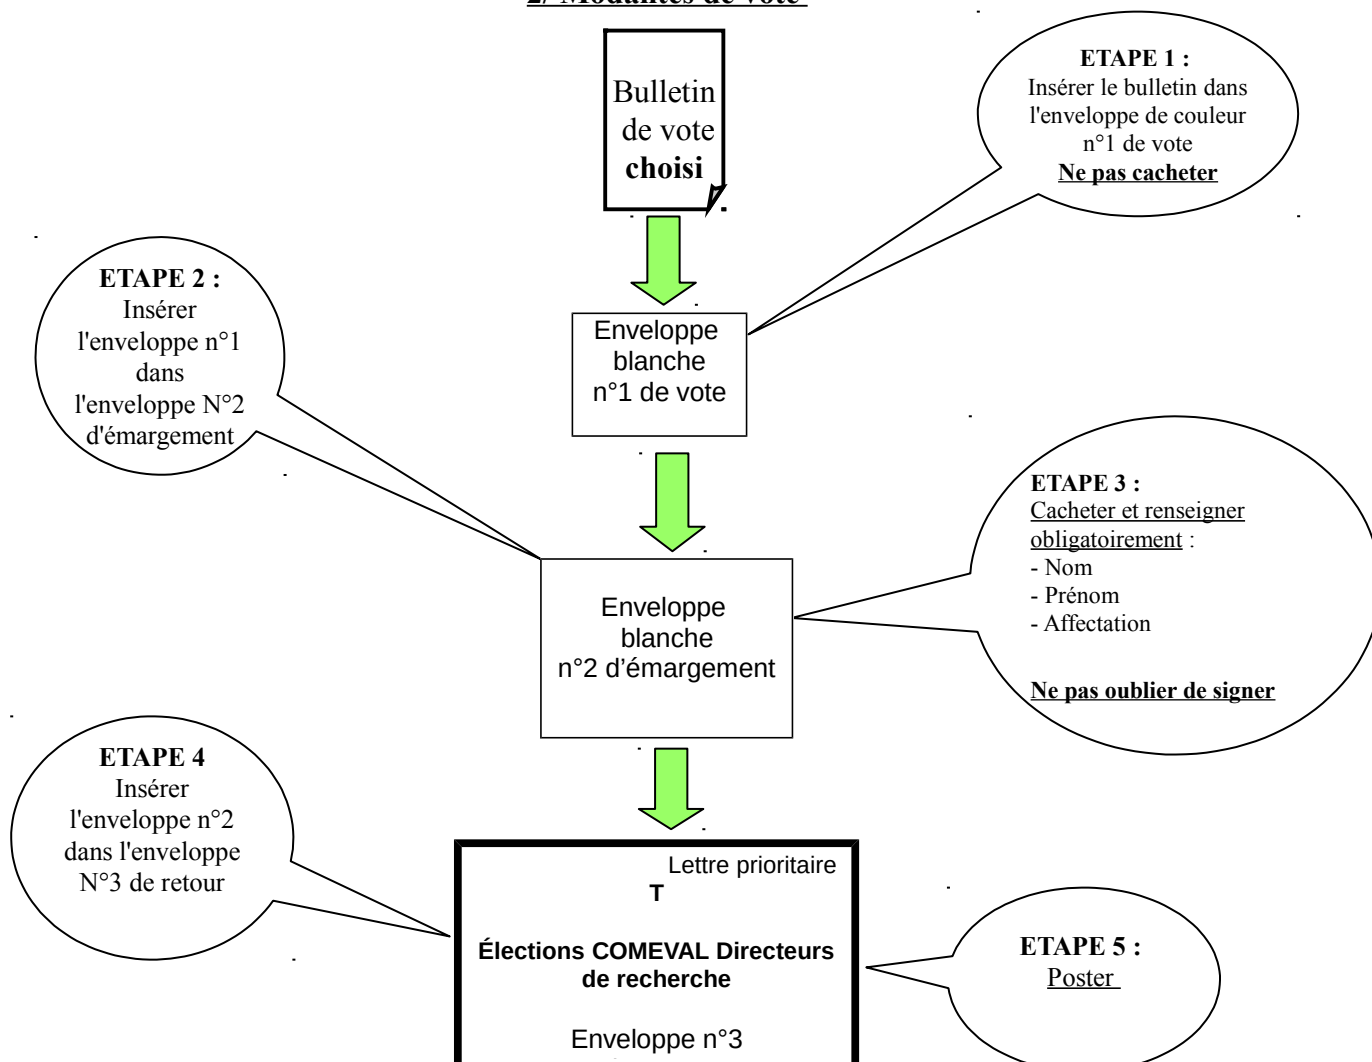 2/ Modalités de vote
Bulletin
de vote
choisi
ETAPE 1 :
Insérer le bulletin dans
l'enveloppe de couleur
n°1 de vote
Ne pas cacheter
ETAPE 2 :
Insérer
l'enveloppe n°1
dans
l'enveloppe N°2
d'émargement
Enveloppe
blanche
n°1 de vote
ETAPE 3 :
Cacheter et renseigner
obligatoirement :
- Nom
- Prénom
- Affectation
Ne pas oublier de signer
Enveloppe
blanche
n°2 d’émargement
ETAPE 4
Insérer
l'enveloppe n°2
dans l'enveloppe
N°3 de retour
Lettre prioritaire
T
Élections COMEVAL Directeurs
de recherche
Enveloppe n°3
ETAPE 5 :
Poster